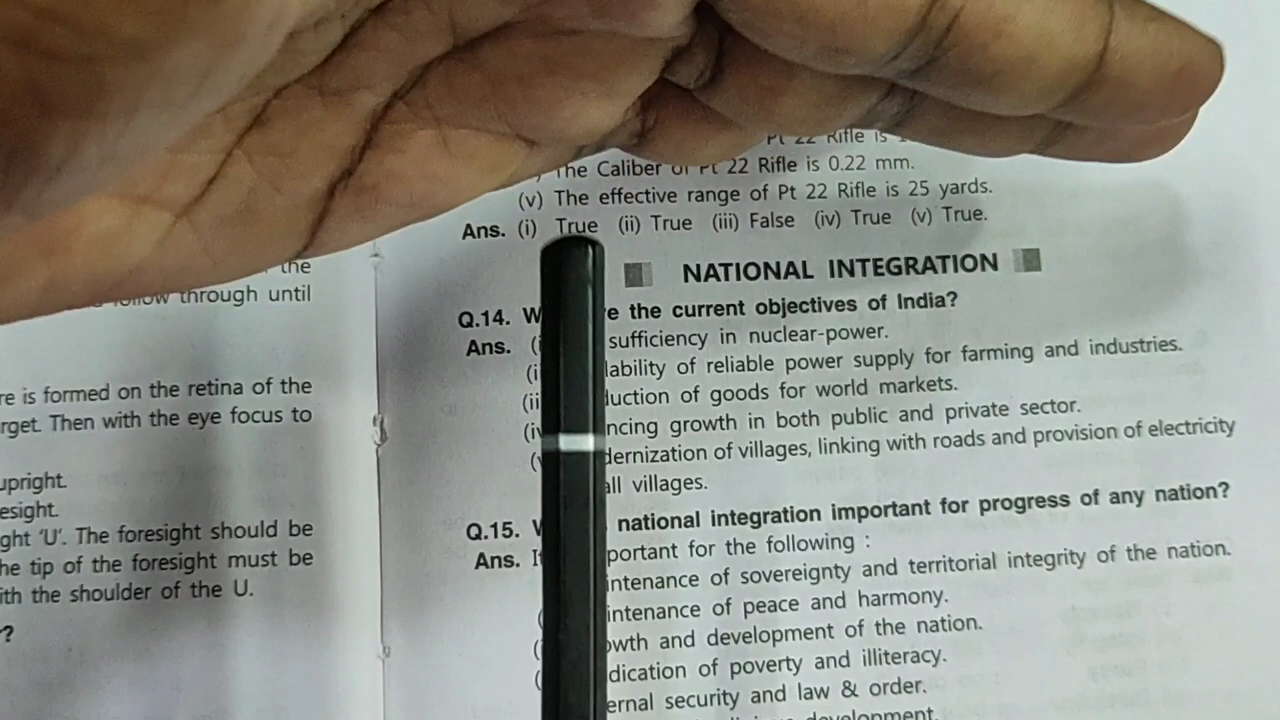 the
through until
re is formed on the retina of the
rget. Then with the eye focus to
upright.
esight.
ght 'U'. The foresight should be
he tip of the foresight must be
ith the shoulder of the U.
?
Pt 22 Rifle is
The Caliber of Pt 22 Rifle is 0.22 mm.
(v) The effective range of Pt 22 Rifle is 25 yards.
Ans. (i) True (ii) True (iii) False (iv) True (v) True.
NATIONAL INTEGRATION
Q.14. W e the current objectives of India?
Ans. (i sufficiency in nuclear-power.
(i lability of reliable power supply for farming and industries.
(ii duction of goods for world markets.
(iv ncing growth in both public and private sector.
(v dernization of villages, linking with roads and provision of electricity
all villages.
Q.15. W national integration important for progress of any nation?
Ans. It portant for the following :
intenance of sovereignty and territorial integrity of the nation.
( intenance of peace and harmony.
( owth and development of the nation.
( dication of poverty and illiteracy.
ernal security and law & order.
development.